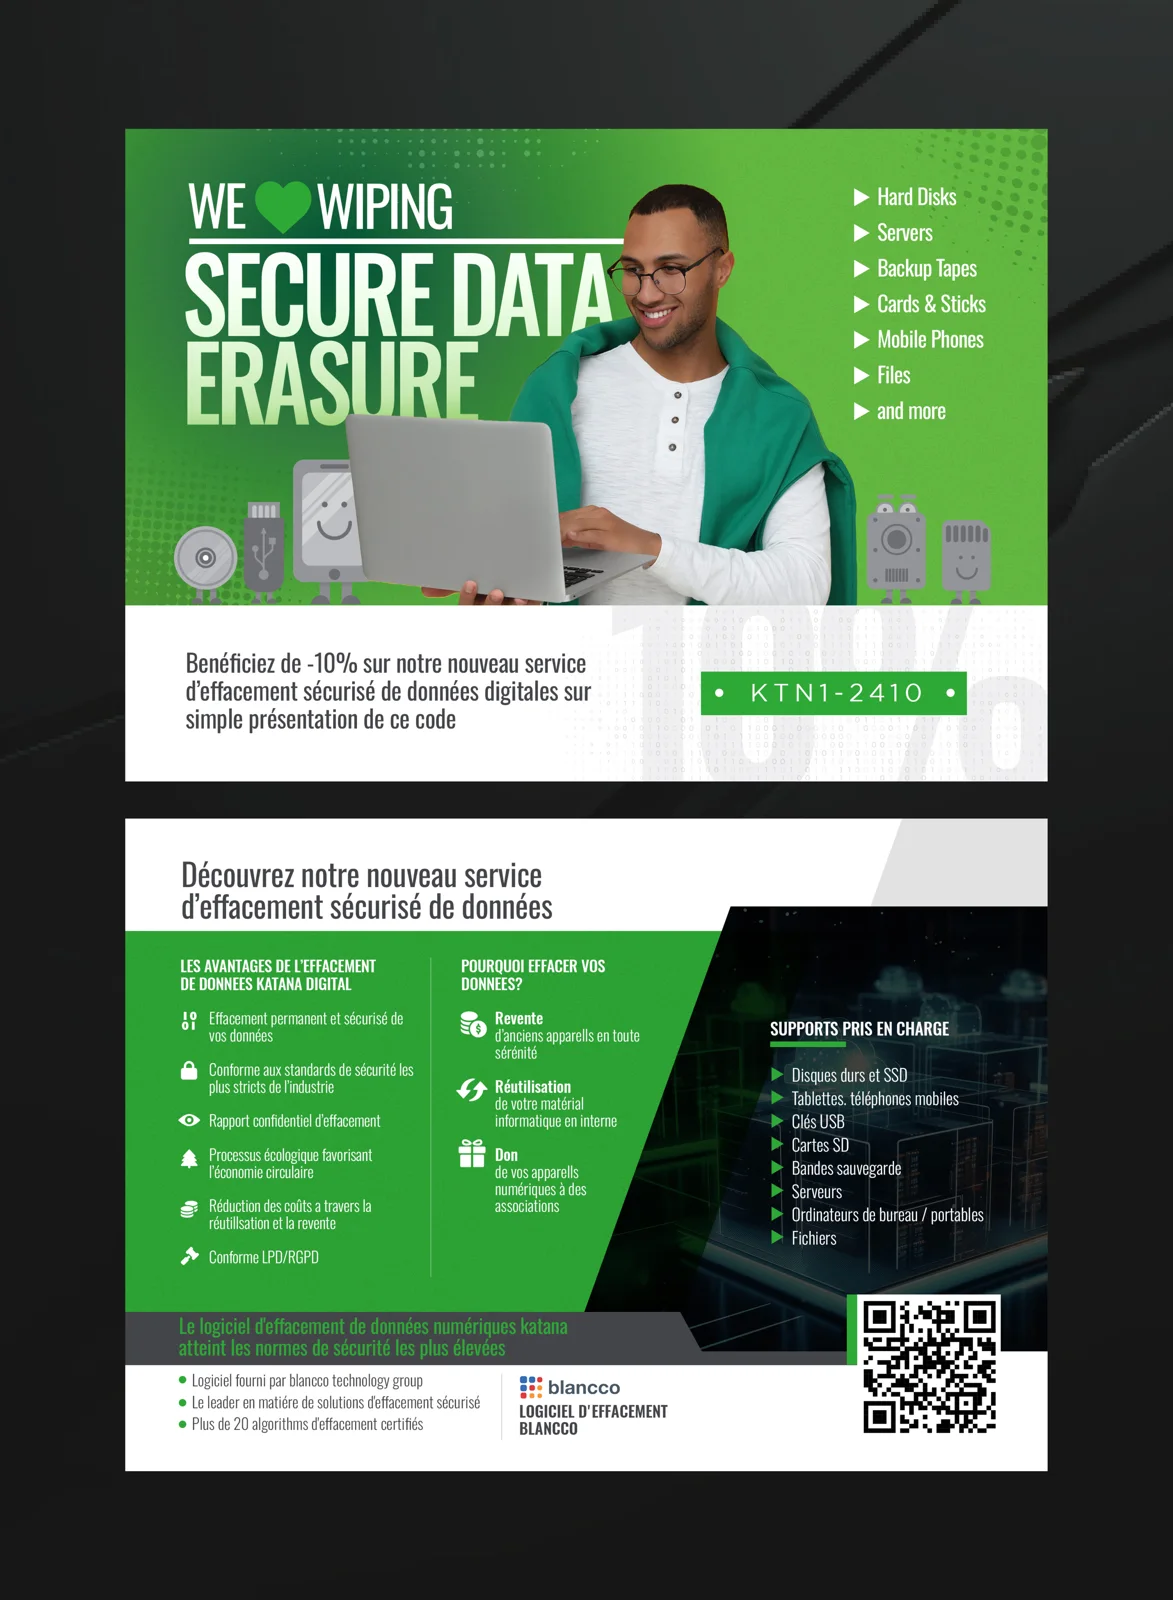 WE WIPING
SECURE DATA
ERASURE
Hard Disks
Servers
Backup Tapes
Cards & Sticks
Mobile Phones
Files
and more
Benéficiez de -10% sur notre nouveau service
d'effacement sécurisé de données digitales sur
simple présentation de ce code
10%
• KTN1-2410 •
Découvrez notre nouveau service
d'effacement sécurisé de données
LES AVANTAGES DE L'EFFACEMENT
DE DONNEES KATANA DIGITAL
Effacement permanent et sécurisé de
vos données
Conforme aux standards de sécurité les
plus stricts de l'industrie
Rapport confidentiel d'effacement
Processus écologique favorisant
l'économie circulaire
Réduction des coûts a travers la
réutillsation et la revente
Conforme LPD/RGPD
POURQUOI EFFACER VOS
DONNEES?
Revente
d'anciens apparells en toute
sérénité
Réutilisation
de votre matérial
informatique en interne
Don
de vos apparells
numériques à des
associations
SUPPORTS PRIS EN CHARGE
Disques durs et SSD
Tablettes. téléphones mobiles
Clés USB
Cartes SD
Bandes sauvegarde
Serveurs
Ordinateurs de bureau / portables
Fichiers
Le logiciel d'effacement de données numériques katana
atteint les normes de sécurité les plus élevées
• Logiciel fourni par blancco technology group
• Le leader en matiére de solutions d'effacement sécurisé
• Plus de 20 algorithms d'effacement certifiés
blancco
LOGICIEL D'EFFACEMENT
BLANCCO